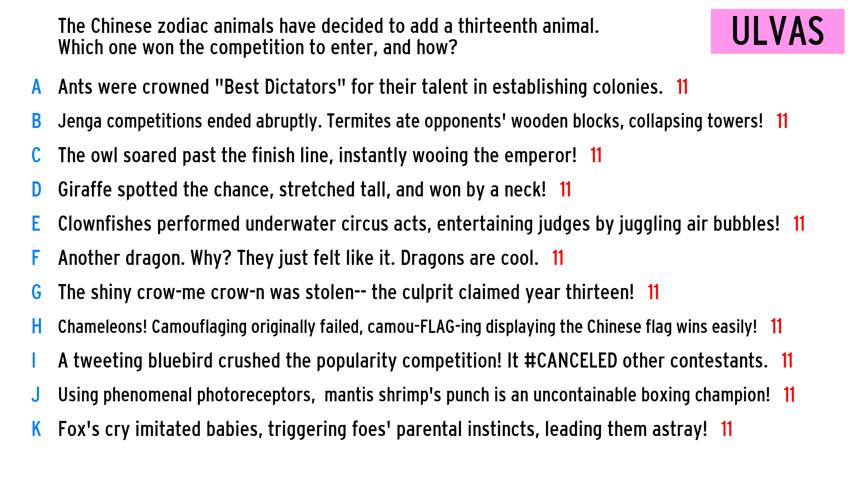 The Chinese zodiac animals have decided to add a thirteenth animal.
Which one won the competition to enter, and how?
ULVAS
A Ants were crowned "Best Dictators" for their talent in establishing colonies. 11
B Jenga competitions ended abruptly. Termites ate opponents' wooden blocks, collapsing towers! 11
C The owl soared past the finish line, instantly wooing the emperor! 11
D Giraffe spotted the chance, stretched tall, and won by a neck! 11
E Clownfishes performed underwater circus acts, entertaining judges by juggling air bubbles! 11
F Another dragon. Why? They just felt like it. Dragons are cool. 11
G The shiny crow-me crow-n was stolen-- the culprit claimed year thirteen! 11
H Chameleons! Camouflaging originally failed, camou-FLAG-ing displaying the Chinese flag wins easily! 11
I A tweeting bluebird crushed the popularity competition! It #CANCELED other contestants. 11
J Using phenomenal photoreceptors, mantis shrimp's punch is an uncontainable boxing champion! 11
K Fox's cry imitated babies, triggering foes' parental instincts, leading them astray! 11